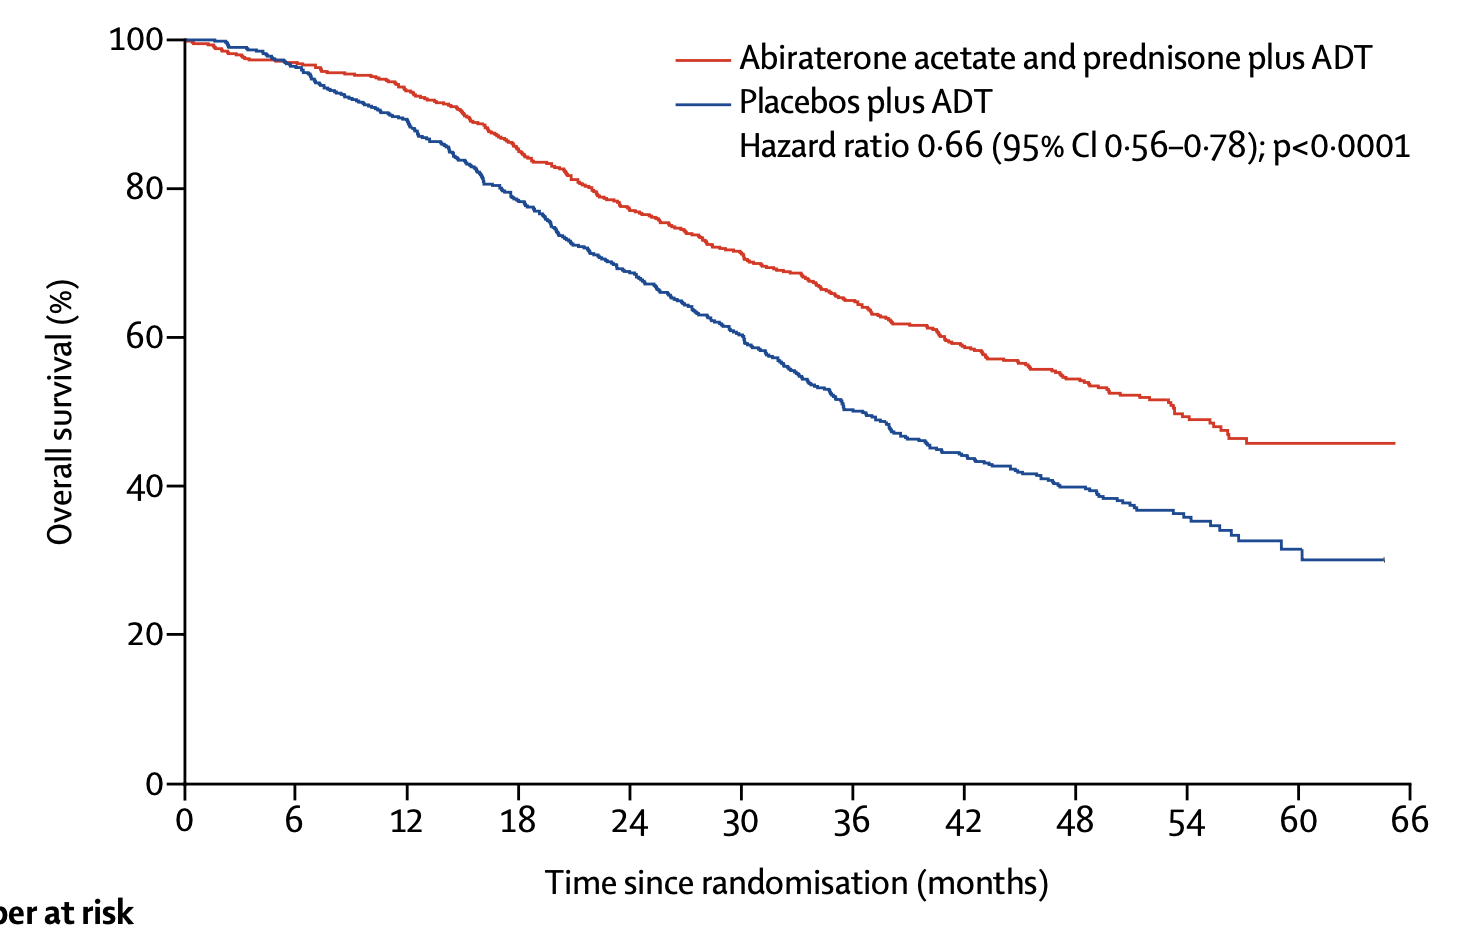 100
80
60
40
20
0
Overall survival (%)
Abiraterone acetate and prednisone plus ADT
Placebos plus ADT
Hazard ratio 0·66 (95% CI 0·56–0·78); p<0·0001
0 6 12 18 24 30 36 42 48 54 60 66
Time since randomisation (months)
ber at risk